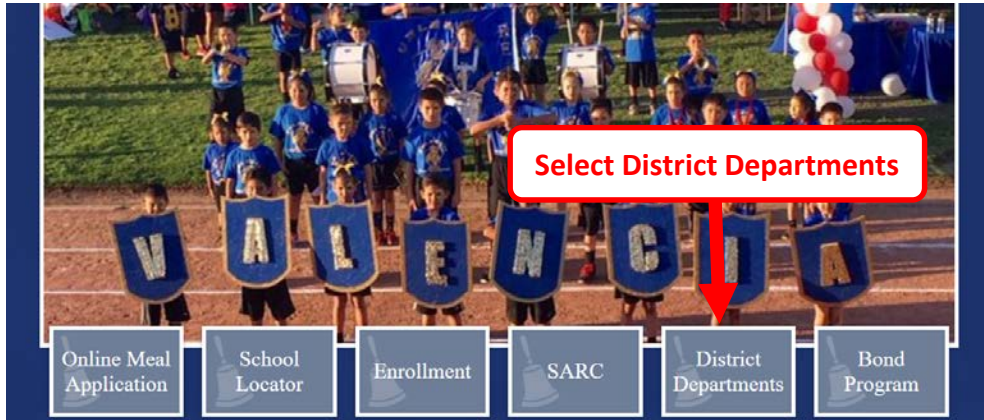 Select District Departments
V A L E N C I A
Online Meal
Application
School
Locator
Enrollment
SARC
District
Departments
Bond
Program